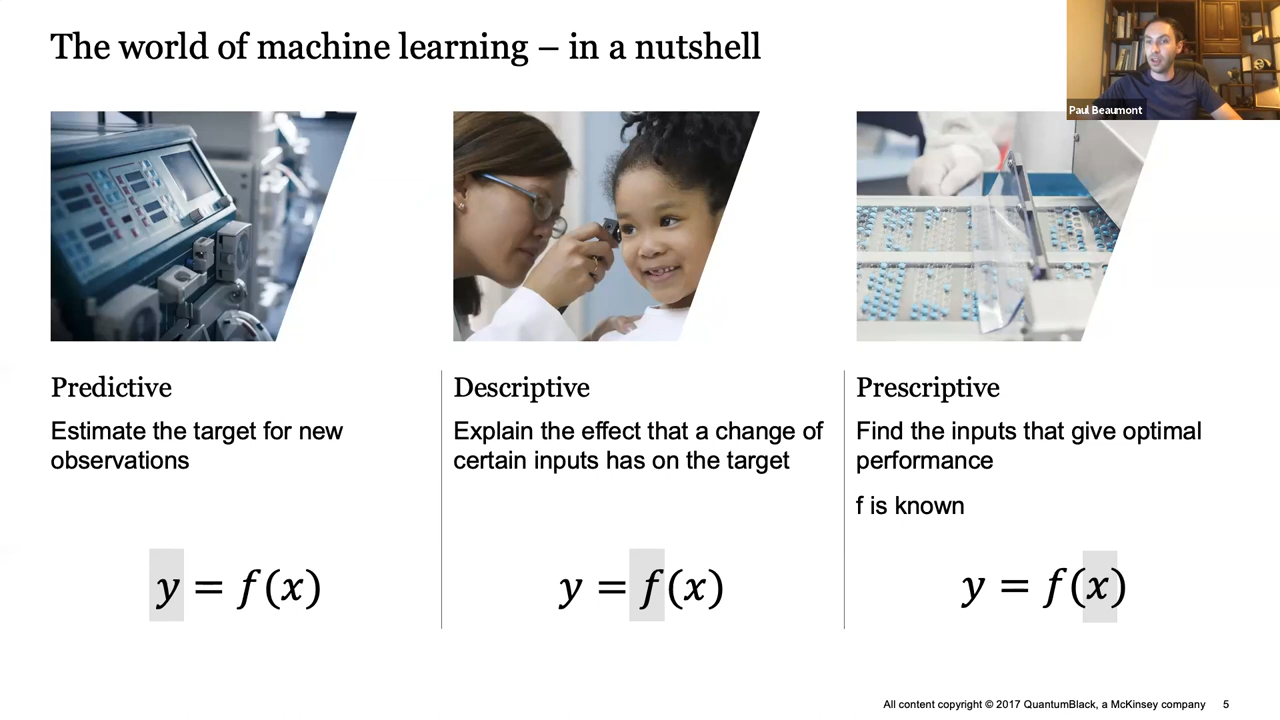 The world of machine learning – in a nutshell
Paul Beaumont
Predictive
Estimate the target for new
observations
y = f(x)
Descriptive
Explain the effect that a change of
certain inputs has on the target
y = f(x)
Prescriptive
Find the inputs that give optimal
performance
f is known
y = f(x)
All content copyright © 2017 QuantumBlack, a McKinsey company 5